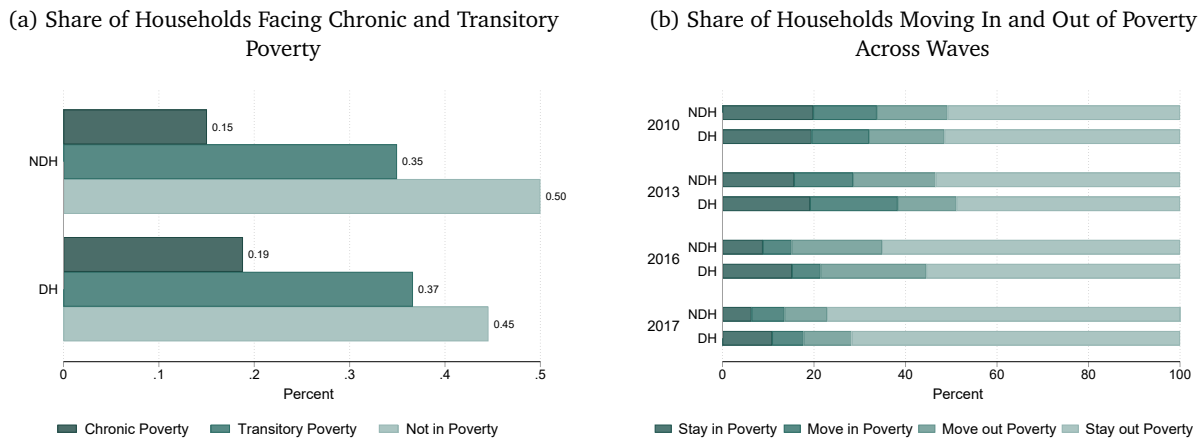 (a) Share of Households Facing Chronic and Transitory
Poverty
NDH
0.15
0.35
0.50
DH
0.19
0.37
0.45
0 .1 .2 .3 .4 .5
Percent
Chronic Poverty Transitory Poverty Not in Poverty
(b) Share of Households Moving In and Out of Poverty
Across Waves
2010
NDH
DH
2013
NDH
DH
2016
NDH
DH
2017
NDH
DH
0 20 40 60 80 100
Percent
Stay in Poverty Move in Poverty Move out Poverty Stay out Poverty